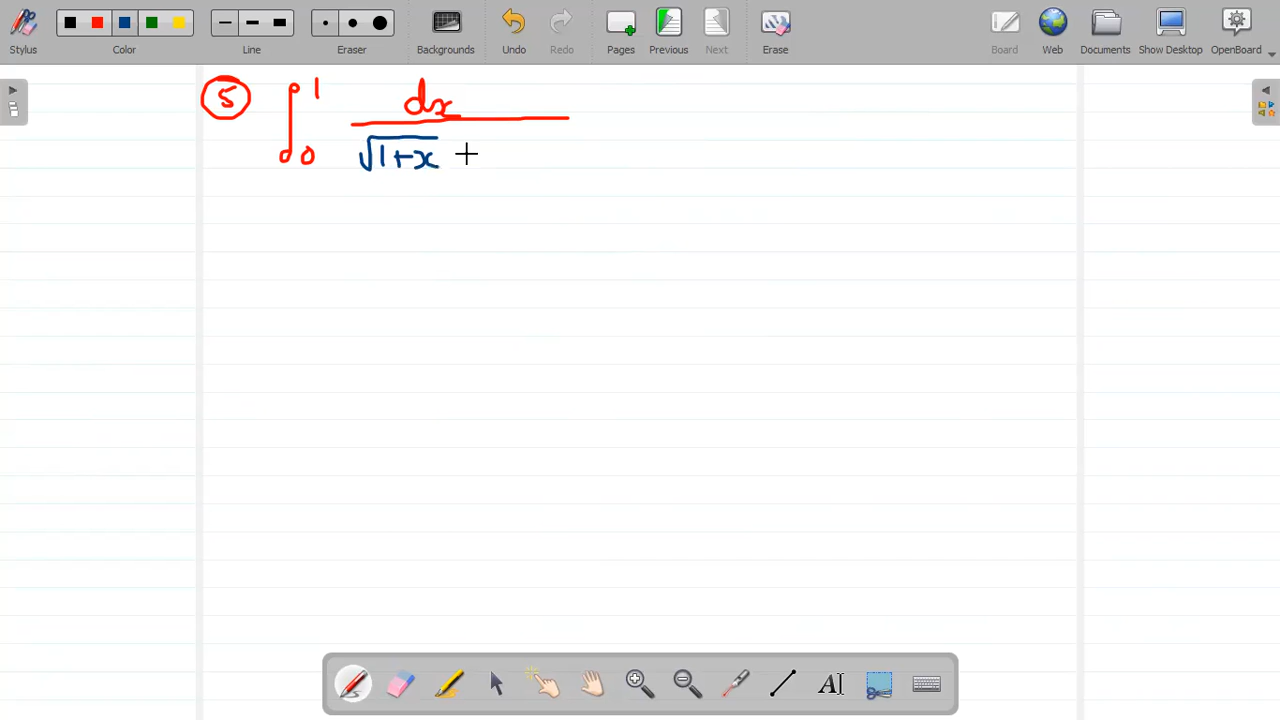 Stylus Color Line Eraser Backgrounds Undo Redo Pages Previous Next Erase Board Web Documents Show Desktop OpenBoard
⑤ ∫₀¹ dx / √(1+x)